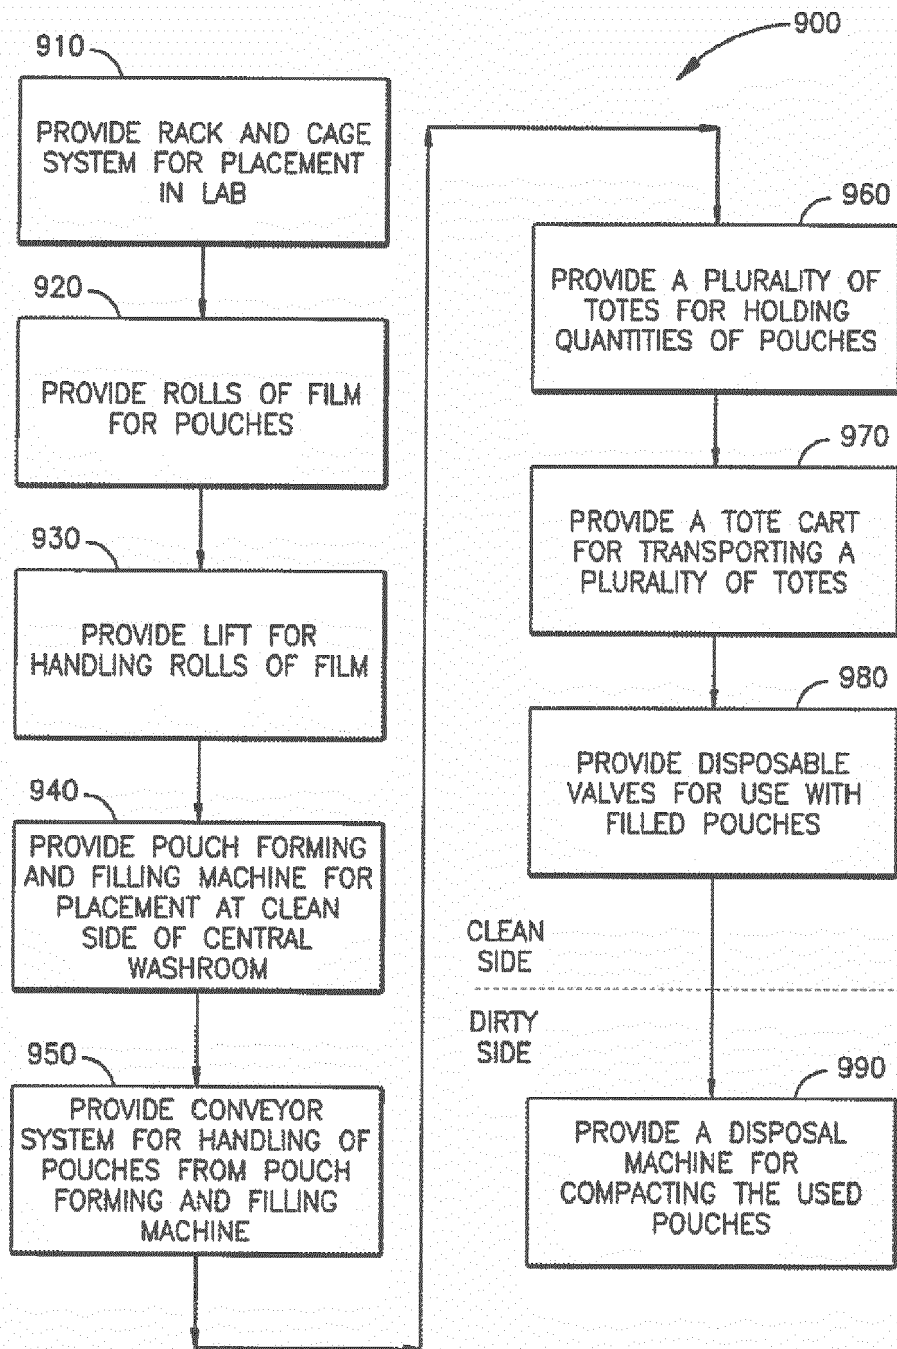 900
910
PROVIDE RACK AND CAGE
SYSTEM FOR PLACEMENT
IN LAB
920
PROVIDE ROLLS OF FILM
FOR POUCHES
930
PROVIDE LIFT FOR
HANDLING ROLLS OF FILM
940
PROVIDE POUCH FORMING
AND FILLING MACHINE FOR
PLACEMENT AT CLEAN
SIDE OF CENTRAL
WASHROOM
950
PROVIDE CONVEYOR
SYSTEM FOR HANDLING OF
POUCHES FROM POUCH
FORMING AND FILLING
MACHINE
960
PROVIDE A PLURALITY OF
TOTES FOR HOLDING
QUANTITIES OF POUCHES
970
PROVIDE A TOTE CART
FOR TRANSPORTING A
PLURALITY OF TOTES
980
PROVIDE DISPOSABLE
VALVES FOR USE WITH
FILLED POUCHES
CLEAN
SIDE
DIRTY
SIDE
990
PROVIDE A DISPOSAL
MACHINE FOR
COMPACTING THE USED
POUCHES